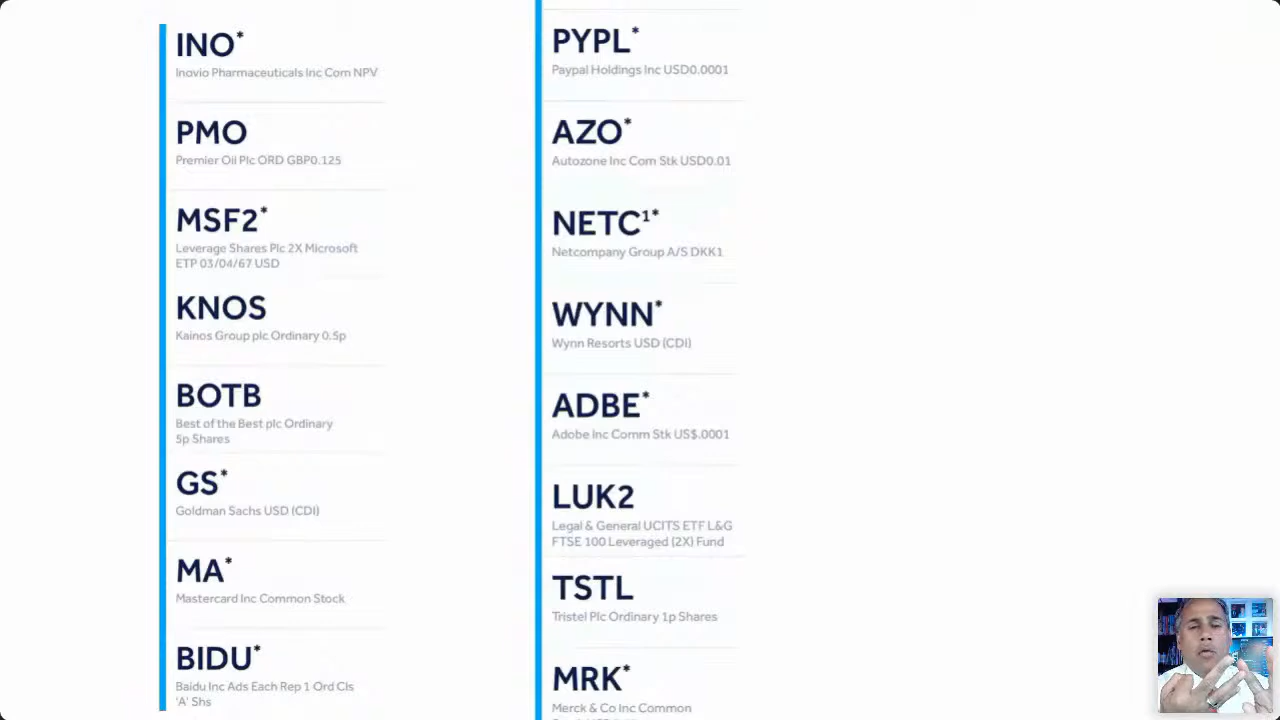 INO*
Inovio Pharmaceuticals Inc Com NPV
PMO
Premier Oil Plc ORD GBP0.125
MSF2*
Leverage Shares Plc 2X Microsoft
ETP 03/04/67 USD
KNOS
Kainos Group plc Ordinary 0.5p
BOTB
Best of the Best plc Ordinary
5p Shares
GS*
Goldman Sachs USD (CDI)
MA*
Mastercard Inc Common Stock
BIDU*
Baidu Inc Ads Each Rep 1 Ord Cls
'A' Shs
PYPL*
Paypal Holdings Inc USD0.0001
AZO*
Autozone Inc Com Stk USD0.01
NETC1*
Netcompany Group A/S DKK1
WYNN*
Wynn Resorts USD (CDI)
ADBE*
Adobe Inc Comm Stk US$.0001
LUK2
Legal & General UCITS ETF L&G
FTSE 100 Leveraged (2X) Fund
TSTL
Tristel Plc Ordinary 1p Shares
MRK*
Merck & Co Inc Common